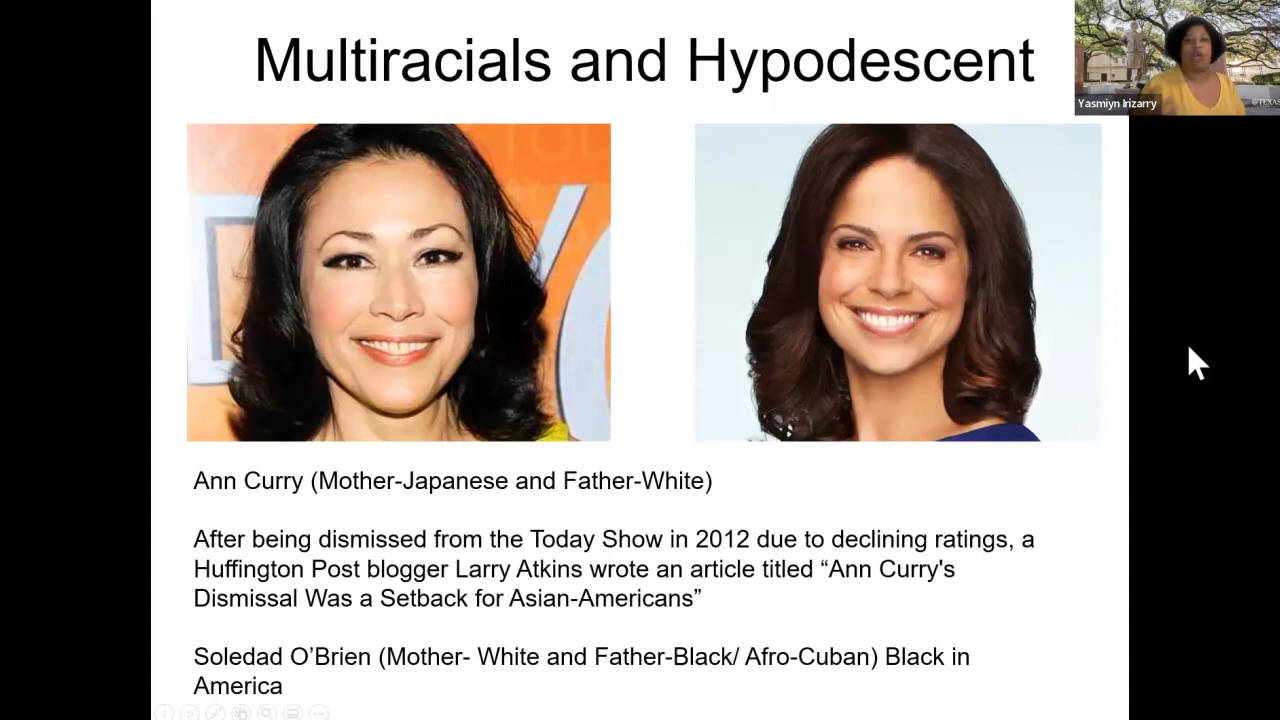 Multiracials and Hypodescent
Yasmiyn Irizarry
TEXAS
TOD
Ann Curry (Mother-Japanese and Father-White)
After being dismissed from the Today Show in 2012 due to declining ratings, a
Huffington Post blogger Larry Atkins wrote an article titled “Ann Curry's
Dismissal Was a Setback for Asian-Americans”
Soledad O’Brien (Mother- White and Father-Black/ Afro-Cuban) Black in
America